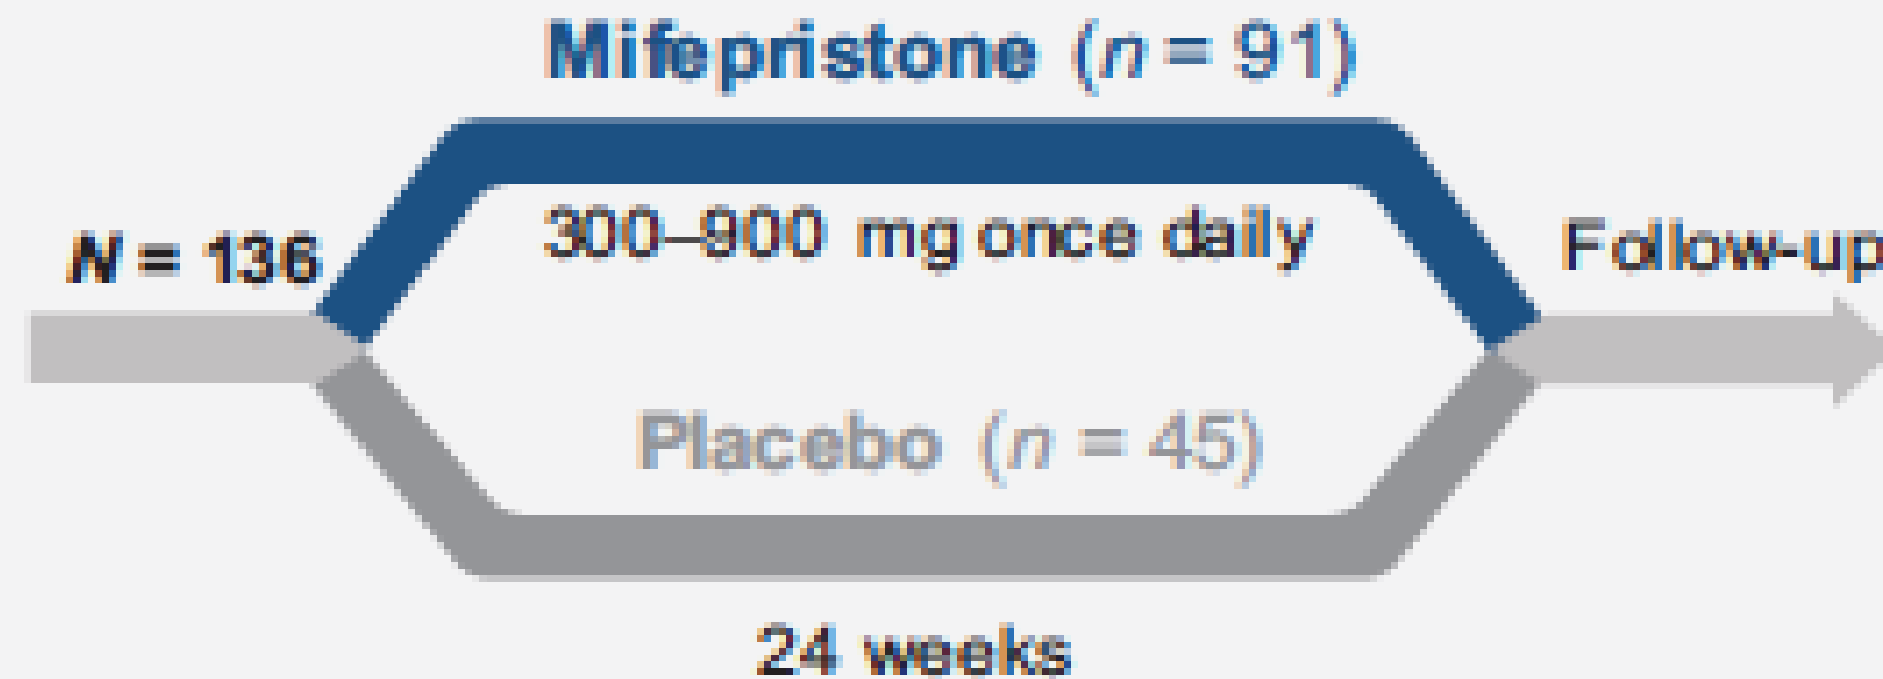 Mifepristone (n = 91)
300–900 mg once daily
N = 136
Follow-up
Placebo (n = 45)
24 weeks